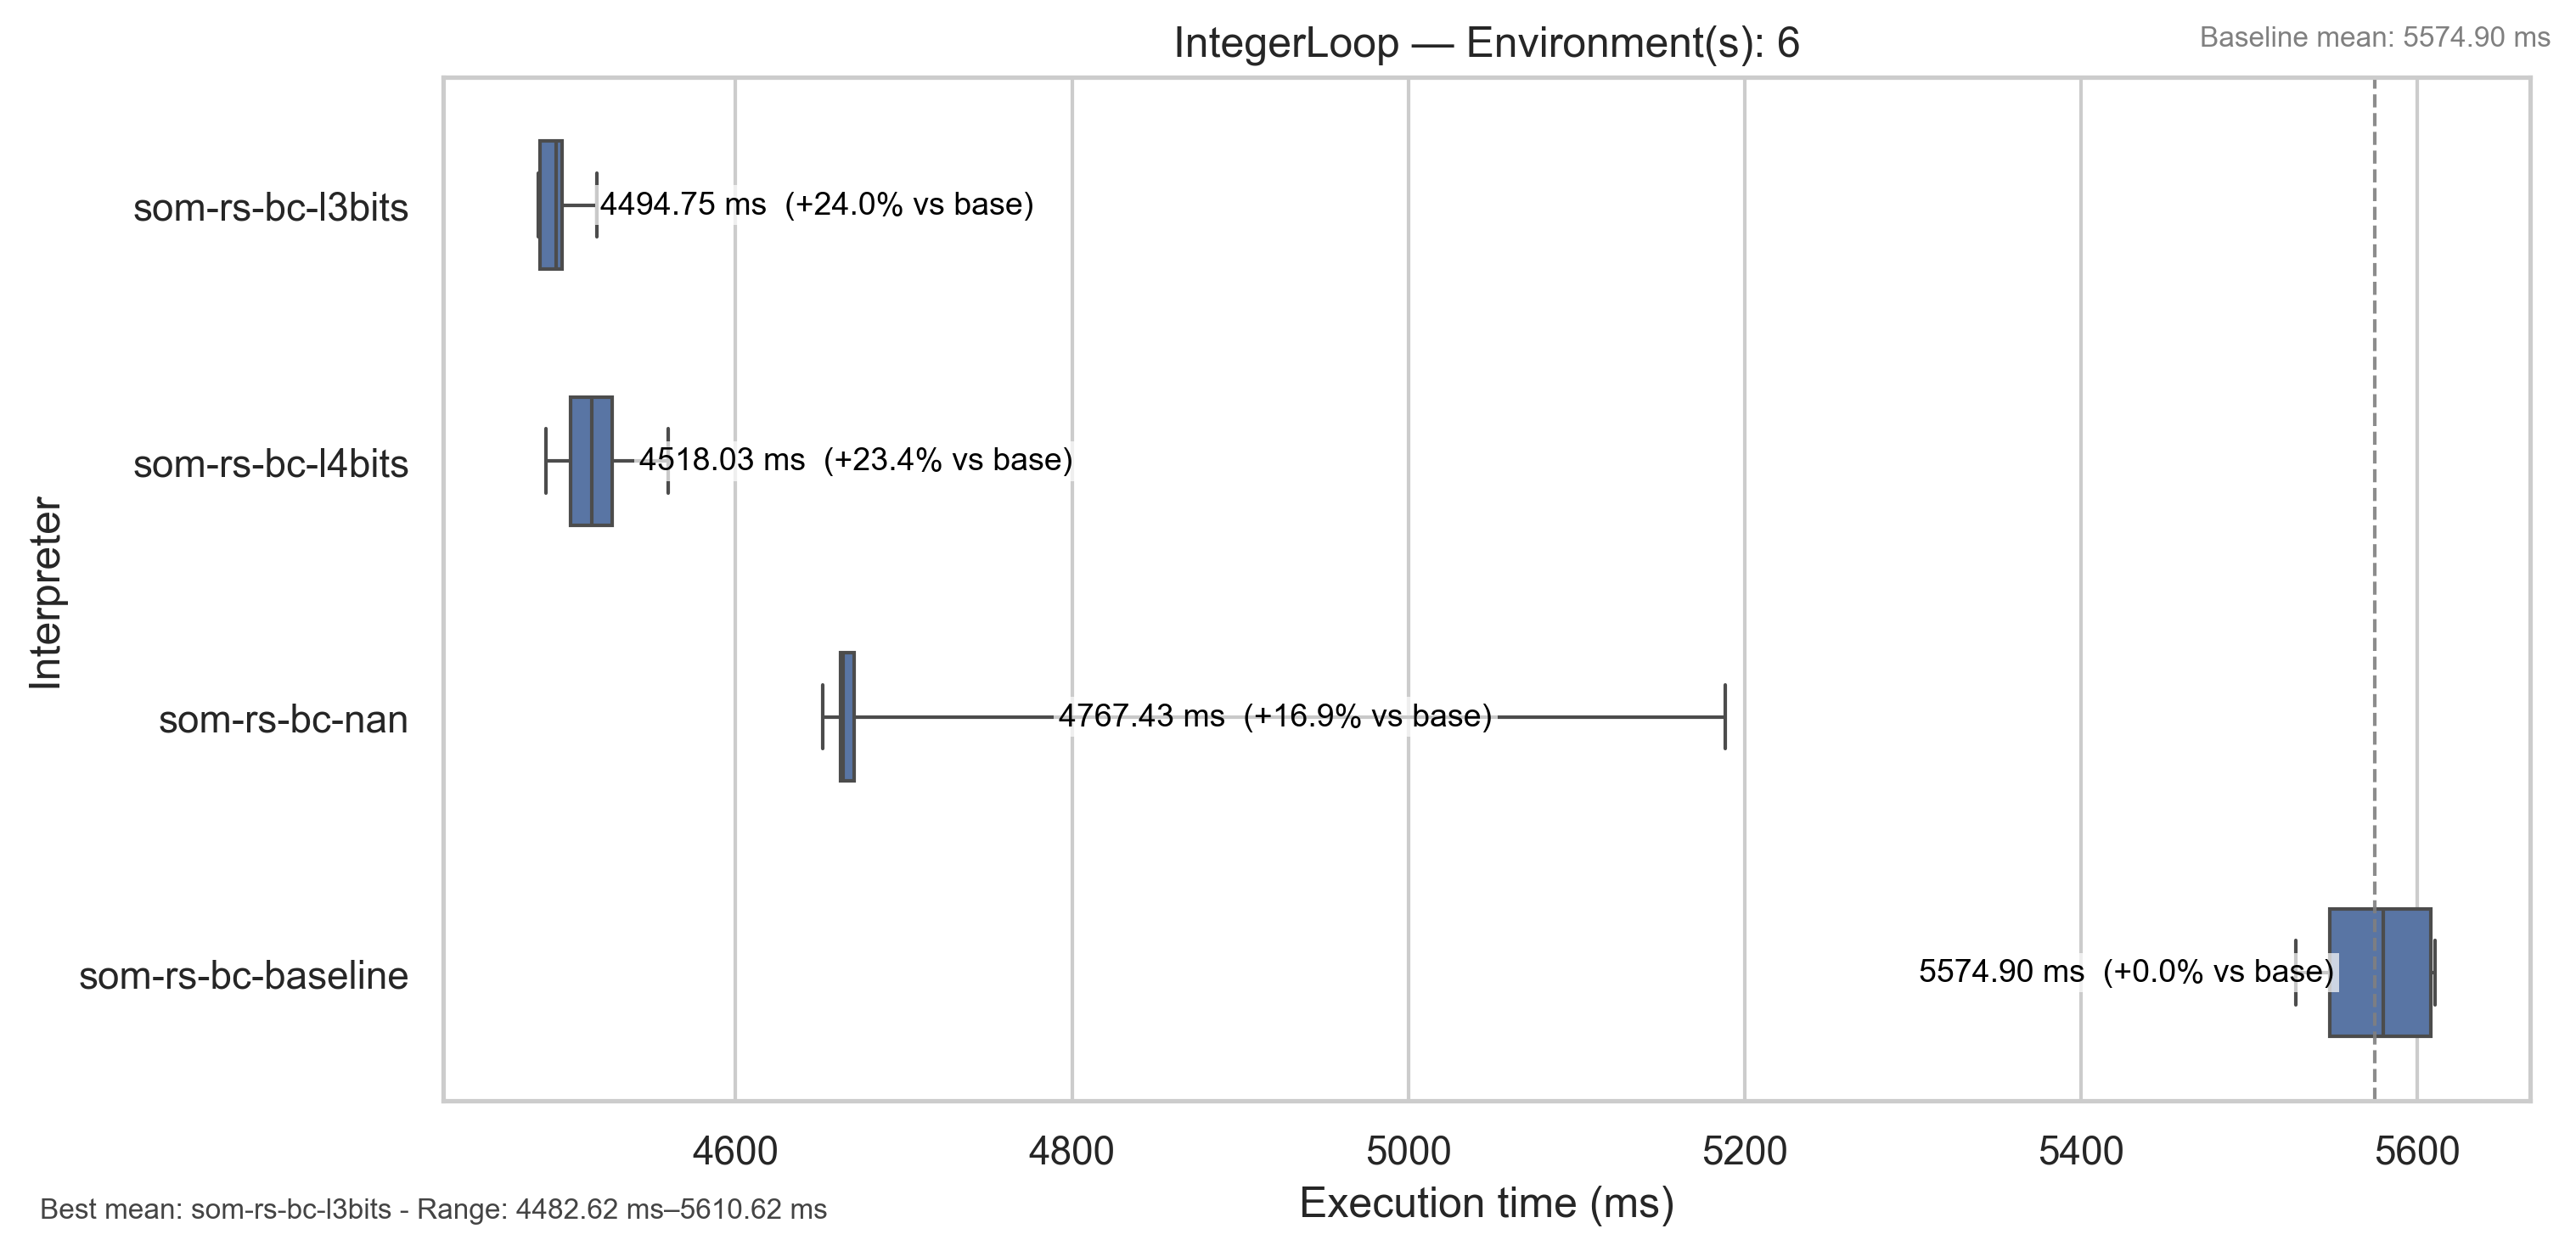 IntegerLoop — Environment(s): 6
Baseline mean: 5574.90 ms
Interpreter
som-rs-bc-l3bits
4494.75 ms  (+24.0% vs base)
som-rs-bc-l4bits
4518.03 ms  (+23.4% vs base)
som-rs-bc-nan
4767.43 ms  (+16.9% vs base)
som-rs-bc-baseline
5574.90 ms  (+0.0% vs base)
4600 4800 5000 5200 5400 5600
Execution time (ms)
Best mean: som-rs-bc-l3bits - Range: 4482.62 ms–5610.62 ms